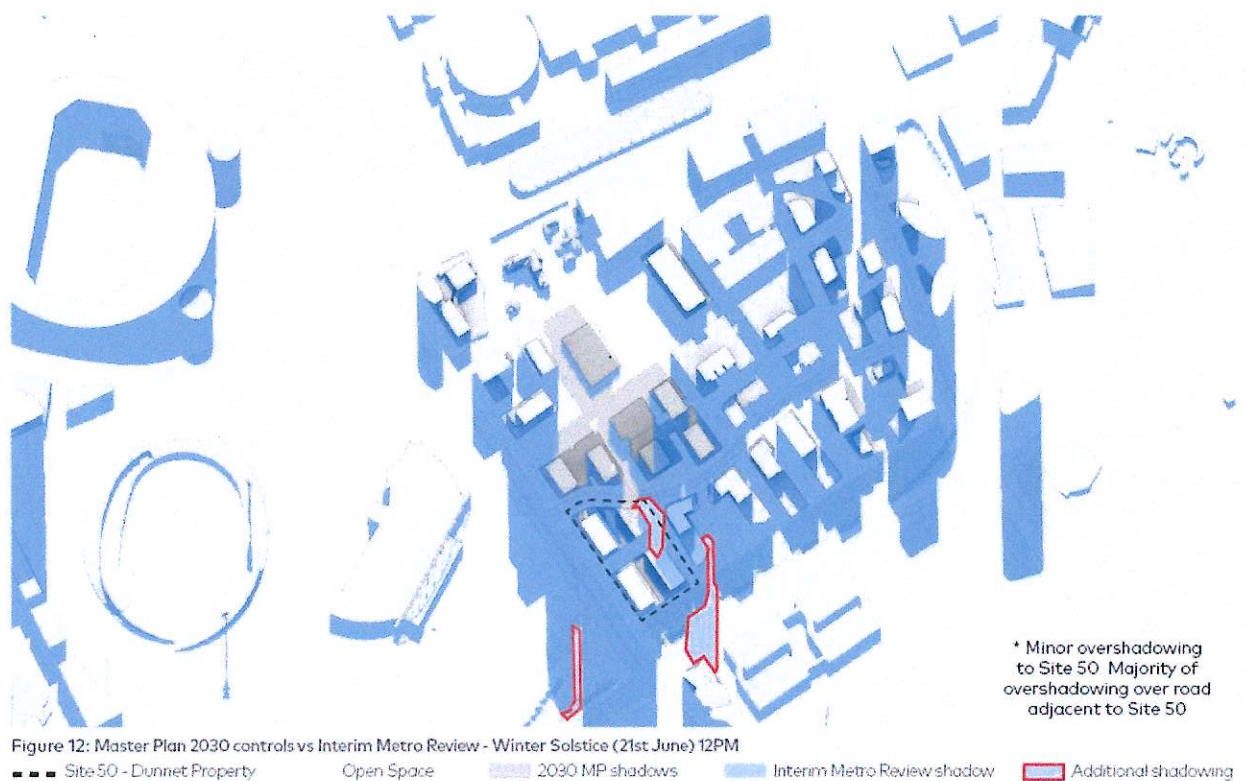 * Minor overshadowing
to Site 50. Majority of
overshadowing over road
adjacent to Site 50
Figure 12: Master Plan 2030 controls vs Interim Metro Review - Winter Solstice (21st June) 12PM
Site 50 - Dunnet Property Open Space 2030 MP shadows Interim Metro Review shadow Additional shadowing